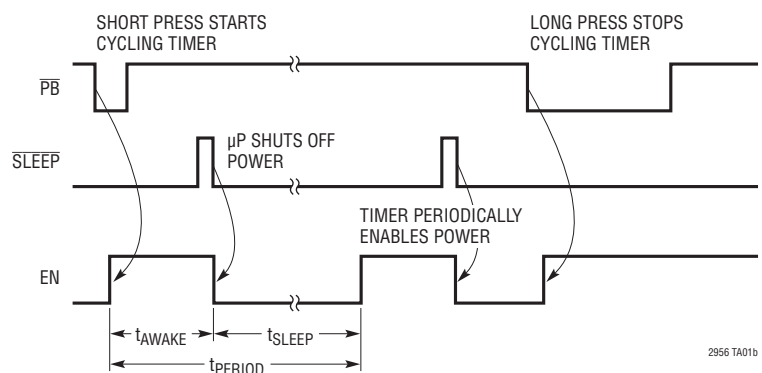 SHORT PRESS STARTS
CYCLING TIMER
LONG PRESS STOPS
CYCLING TIMER
PB
SLEEP
µP SHUTS OFF
POWER
TIMER PERIODICALLY
ENABLES POWER
EN
tAWAKE
tSLEEP
tPERIOD
2956 TA01b